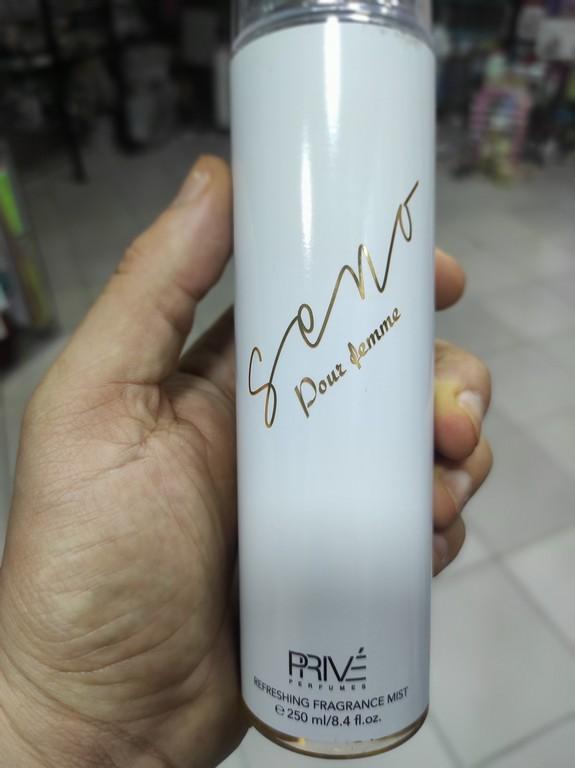 Seno
Pour femme
PRIVÉ
PERFUMES
REFRESHING FRAGRANCE MIST
℮ 250 ml/8.4 fl.oz.